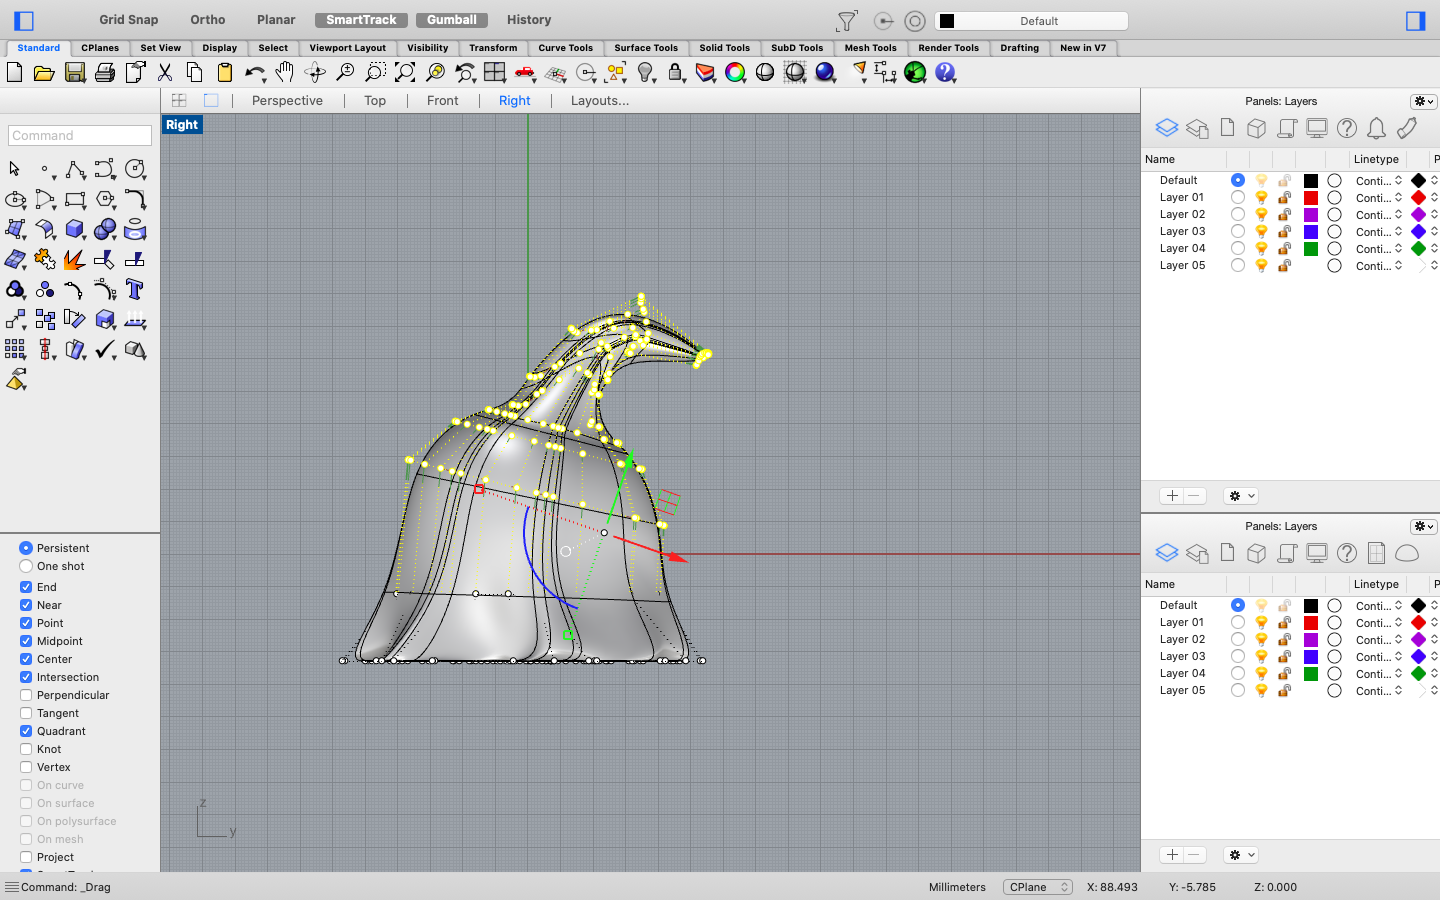 Grid Snap Ortho Planar SmartTrack Gumball History Default
Standard CPlanes Set View Display Select Viewport Layout Visibility Transform Curve Tools Surface Tools Solid Tools SubD Tools Mesh Tools Render Tools Drafting New in V7
Perspective Top Front Right Layouts...
Right
Command
Persistent
One shot
End
Near
Point
Midpoint
Center
Intersection
Perpendicular
Tangent
Quadrant
Knot
Vertex
On curve
On surface
On polysurface
On mesh
Project
z
y
Panels: Layers
Name Linetype P
Default Conti...
Layer 01 Conti...
Layer 02 Conti...
Layer 03 Conti...
Layer 04 Conti...
Layer 05 Conti...
Panels: Layers
Name Linetype P
Default Conti...
Layer 01 Conti...
Layer 02 Conti...
Layer 03 Conti...
Layer 04 Conti...
Layer 05 Conti...
Command: _Drag
Millimeters CPlane X: 88.493 Y: -5.785 Z: 0.000